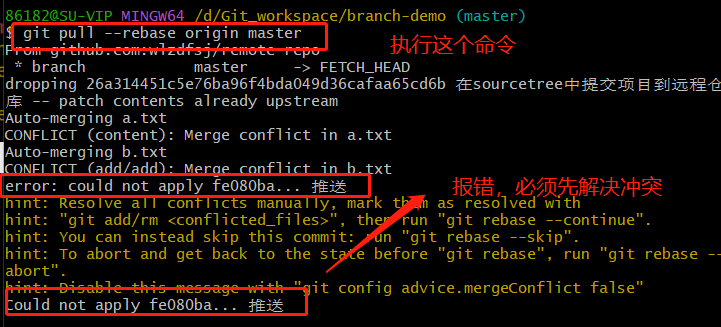 86182@SU-VIP MINGW64 /d/Git_workspace/branch-demo (master)
$ git pull --rebase origin master
执行这个命令
From github.com:wlzdfsj/remote-repo
* branch master -> FETCH_HEAD
dropping 26a314451c5e76ba96f4bda049d36cafaa65cd6b 在sourcetree中提交项目到远程仓
库 -- patch contents already upstream
Auto-merging a.txt
CONFLICT (content): Merge conflict in a.txt
Auto-merging b.txt
CONFLICT (add/add): Merge conflict in b.txt
error: could not apply fe080ba... 推送
报错，必须先解决冲突
hint: Resolve all conflicts manually, mark them as resolved with
hint: "git add/rm <conflicted_files>", then run "git rebase --continue".
hint: You can instead skip this commit: run "git rebase --skip".
hint: To abort and get back to the state before "git rebase", run "git rebase --
abort".
hint: Disable this message with "git config advice.mergeConflict false"
Could not apply fe080ba... 推送